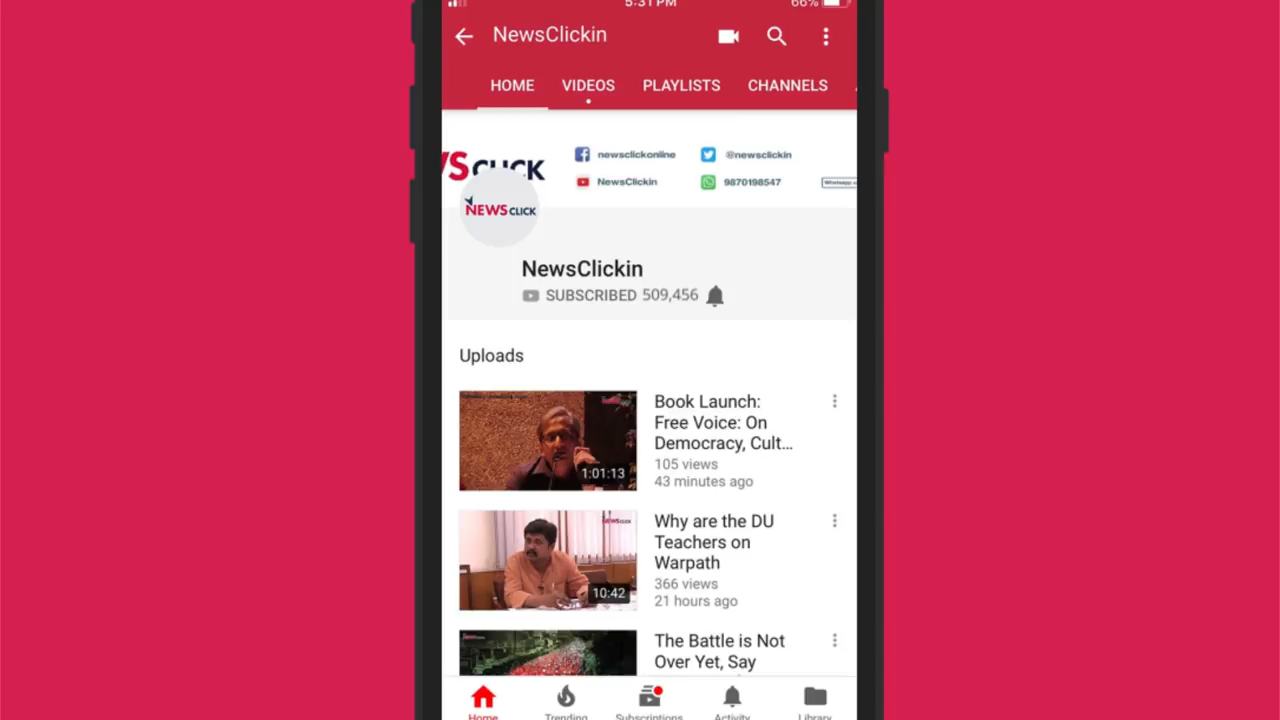 5:31 PM
66%
NewsClickin
HOME VIDEOS PLAYLISTS CHANNELS
CLICK
newsclickonline
@newsclickin
NewsClickin
9870198547
Whatsapp
NEWSCLICK
NewsClickin
SUBSCRIBED 509,456
Uploads
1:01:13
Book Launch:
Free Voice: On
Democracy, Cult...
105 views
43 minutes ago
NEWSCLICK
10:42
Why are the DU
Teachers on
Warpath
366 views
21 hours ago
The Battle is Not
Over Yet, Say
Home Trending Subscriptions Activity Library